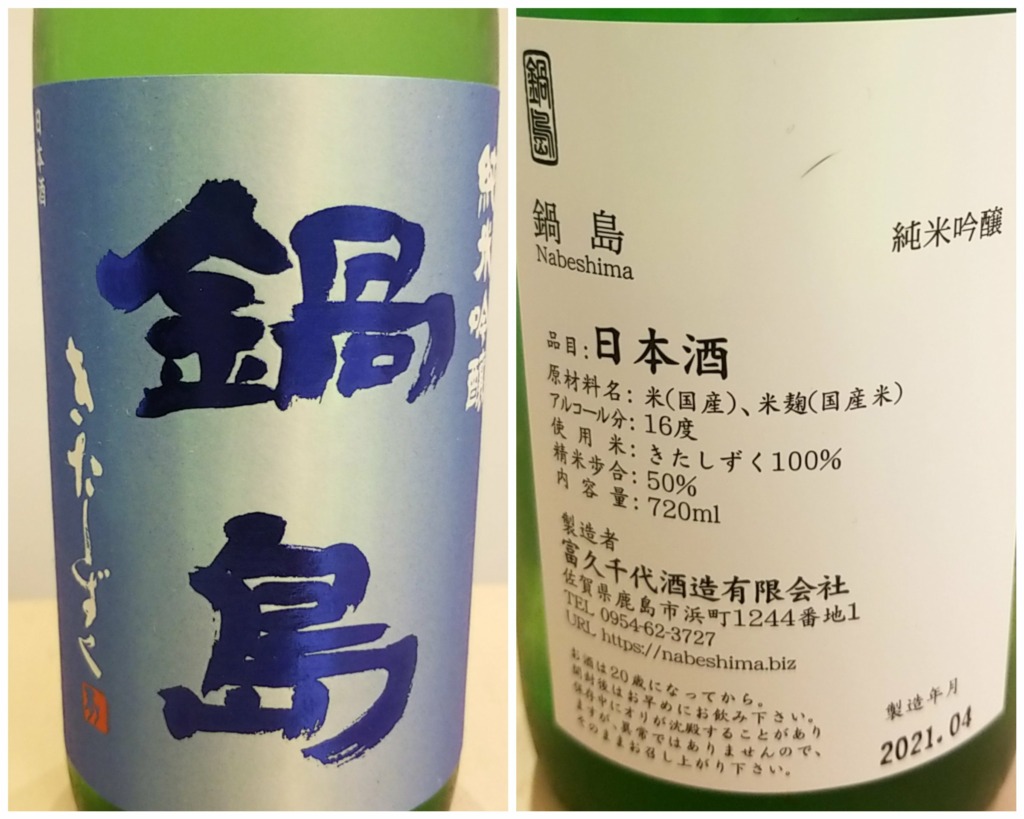 日本酒
純米吟醸
鍋島
きたしずく
鍋島
鍋島
Nabeshima
純米吟醸
品目:日本酒
原材料名:米(国産)、米麹(国産米)
アルコール分:16度
使用米:きたしずく100%
精米歩合:50%
内容量:720ml
製造者
富久千代酒造有限会社
佐賀県鹿島市浜町1244番地1
TEL 0954-62-3727
URL https://nabeshima.biz
お酒は20歳になってから。
開封後はお早めにお飲み下さい。
保存中にオリが沈殿することがあり
ますが、異常ではありませんので、
そのままお召し上がり下さい。
製造年月
2021.04